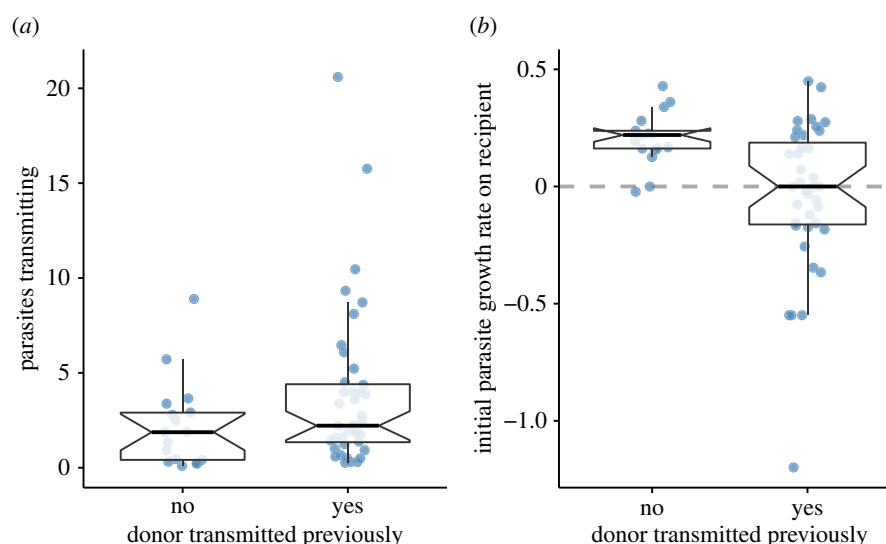 (a)
parasites transmitting
20
15
10
5
0
no
yes
donor transmitted previously
(b)
initial parasite growth rate on recipient
0.5
0
−0.5
−1.0
no
yes
donor transmitted previously